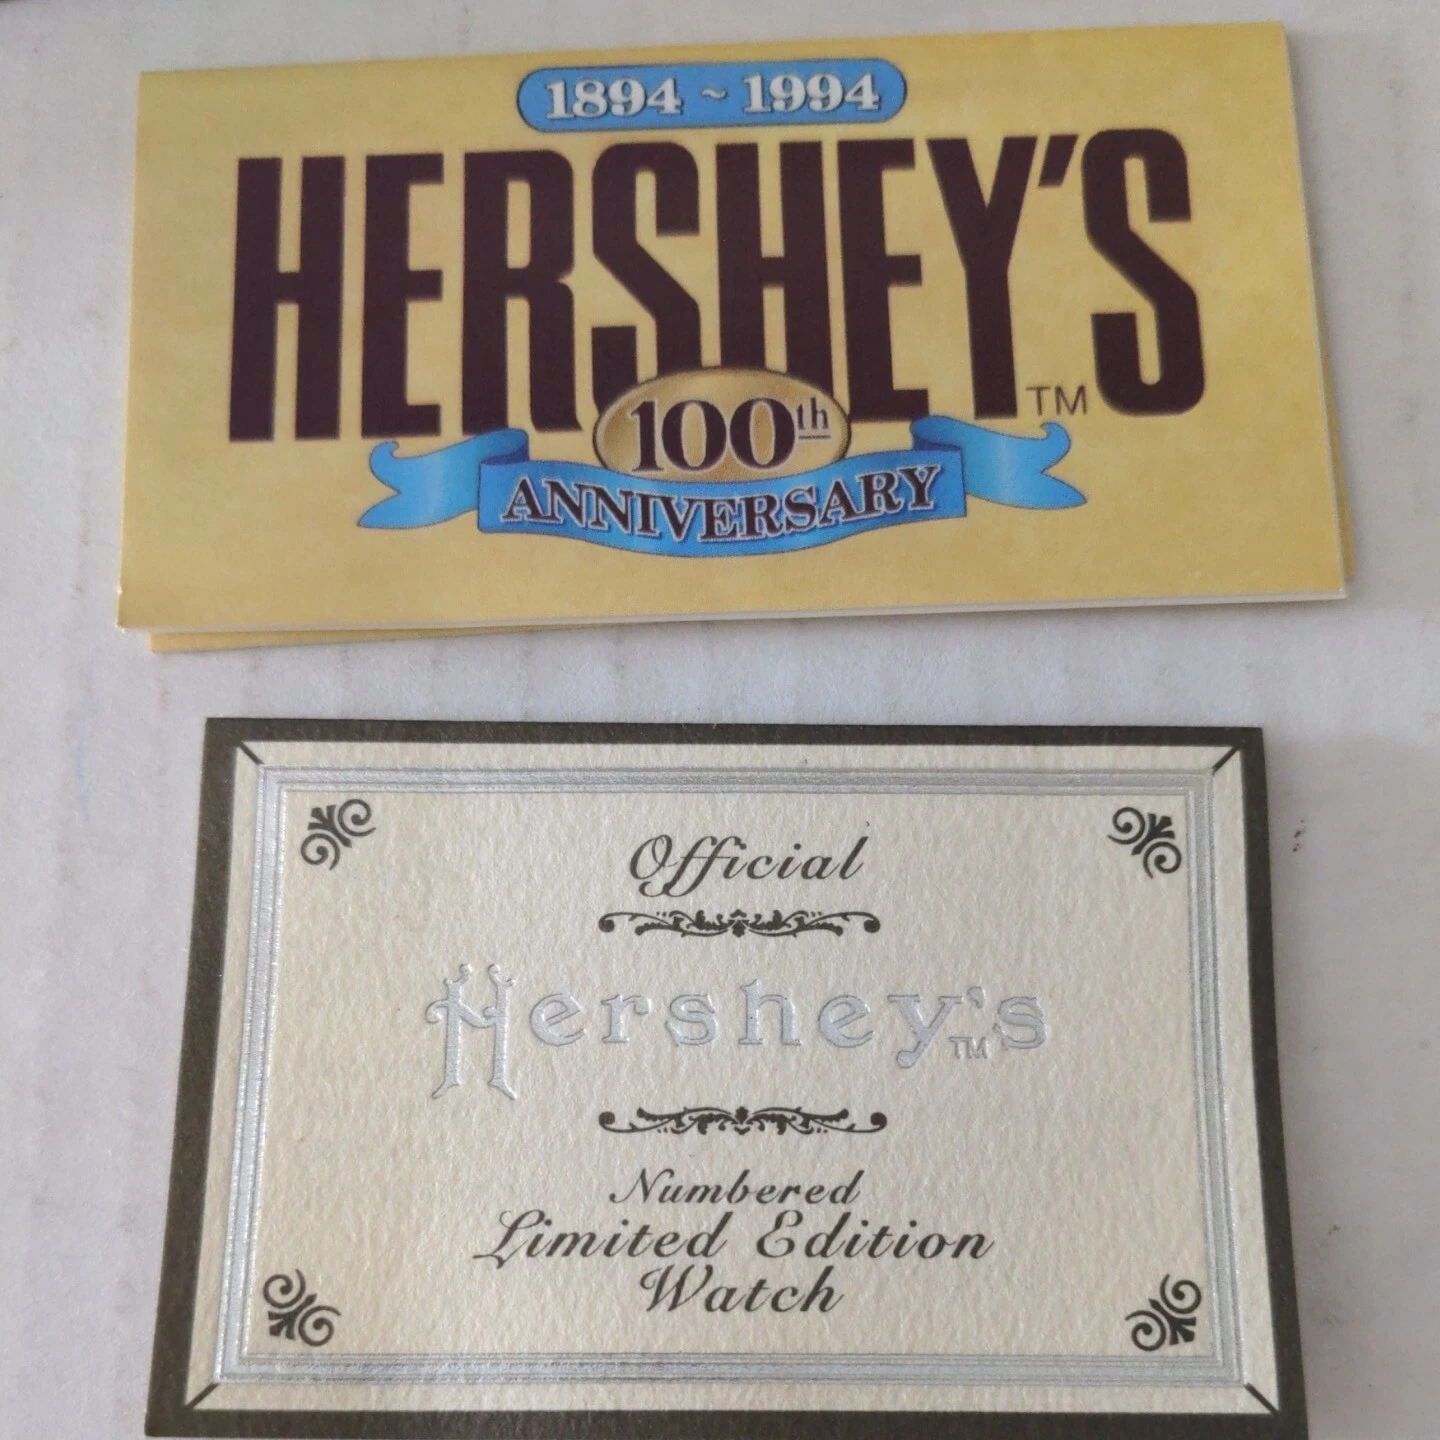 1894 ~ 1994
HERSHEY'S
TM
100th
ANNIVERSARY
Official
Hershey's
TM
Numbered
Limited Edition
Watch